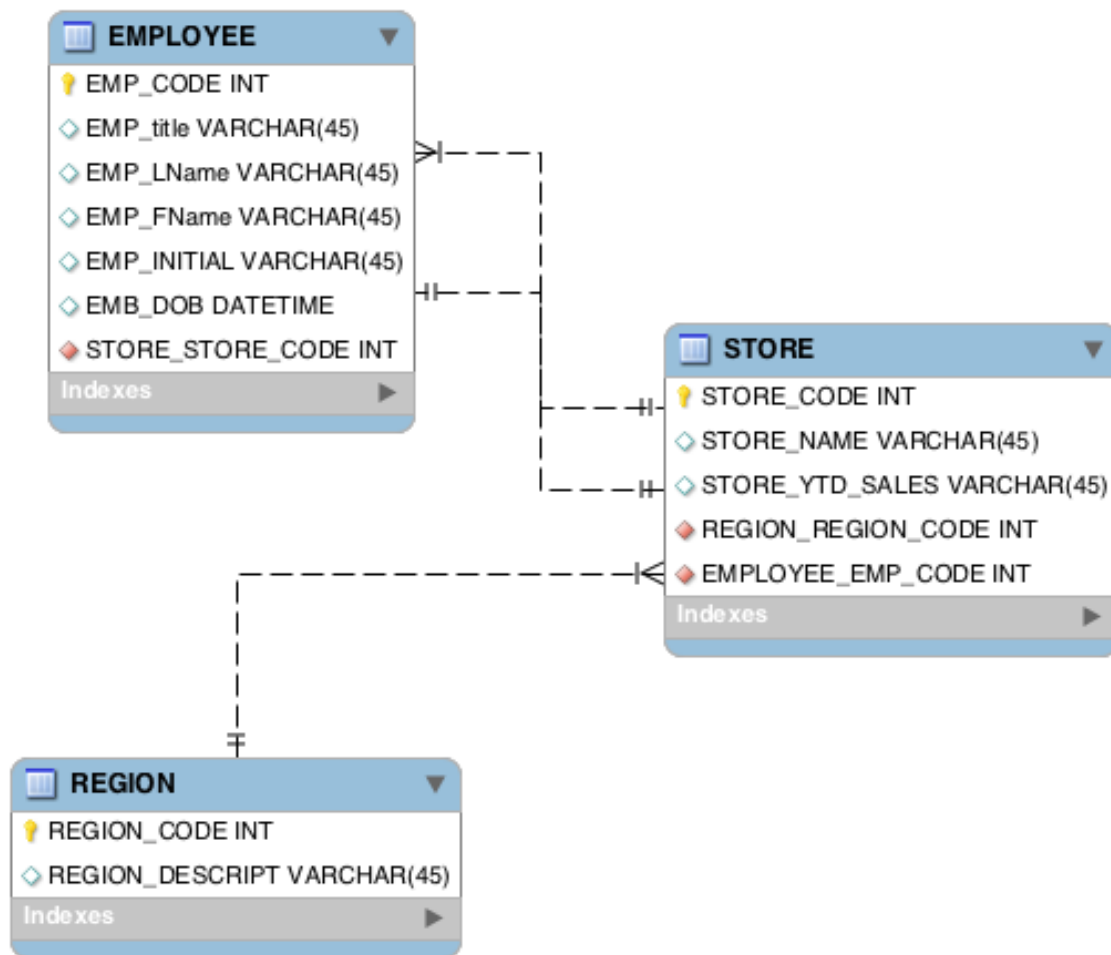 EMPLOYEE
EMP_CODE INT
EMP_title VARCHAR(45)
EMP_LName VARCHAR(45)
EMP_FName VARCHAR(45)
EMP_INITIAL VARCHAR(45)
EMB_DOB DATETIME
STORE_STORE_CODE INT
Indexes
STORE
STORE_CODE INT
STORE_NAME VARCHAR(45)
STORE_YTD_SALES VARCHAR(45)
REGION_REGION_CODE INT
EMPLOYEE_EMP_CODE INT
Indexes
REGION
REGION_CODE INT
REGION_DESCRIPT VARCHAR(45)
Indexes